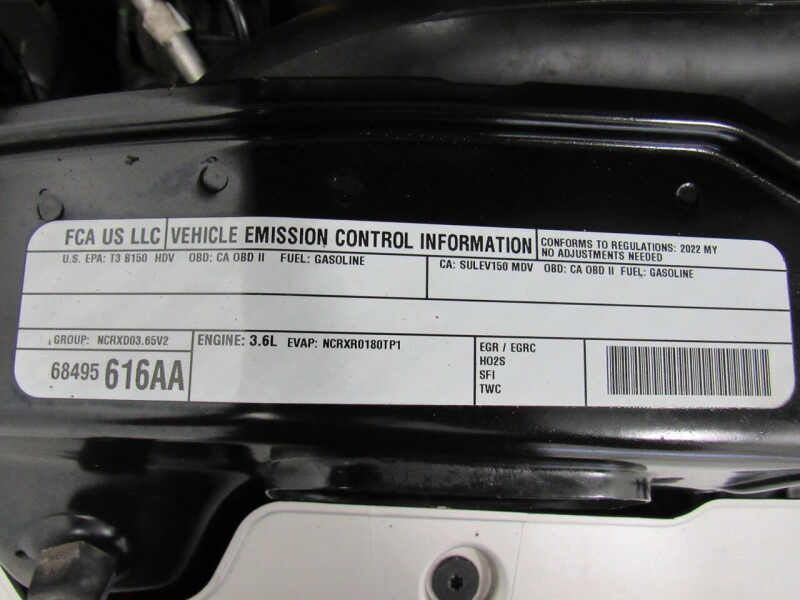 FCA US LLC VEHICLE EMISSION CONTROL INFORMATION
CONFORMS TO REGULATIONS: 2022 MY
NO ADJUSTMENTS NEEDED
U.S. EPA: T3 B150 HDV OBD: CA OBD II FUEL: GASOLINE
CA: SULEV150 MDV OBD: CA OBD II FUEL: GASOLINE
GROUP: NCRXD03.65V2
68495 616AA
ENGINE: 3.6L EVAP: NCRXR0180TP1
EGR / EGRC
HO2S
SFI
TWC